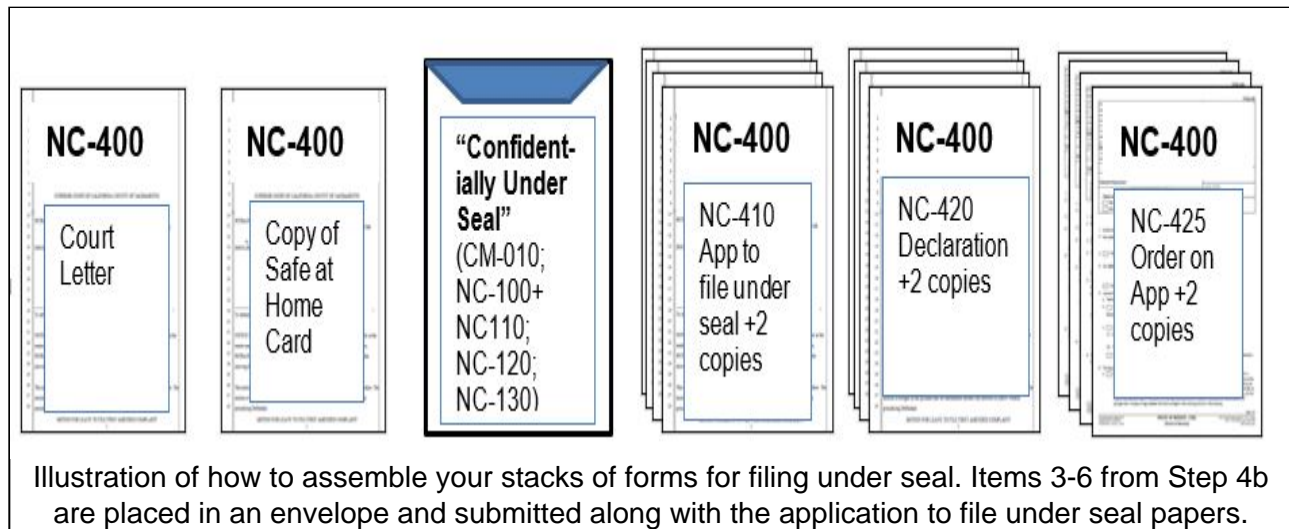 NC-400
Court
Letter
NC-400
Copy of
Safe at
Home
Card
“Confident-
ially Under
Seal”
(CM-010;
NC-100+
NC110;
NC-120;
NC-130)
NC-400
NC-410
App to
file under
seal +2
copies
NC-400
NC-420
Declaration
+2 copies
NC-400
NC-425
Order on
App +2
copies
Illustration of how to assemble your stacks of forms for filing under seal. Items 3-6 from Step 4b
are placed in an envelope and submitted along with the application to file under seal papers.